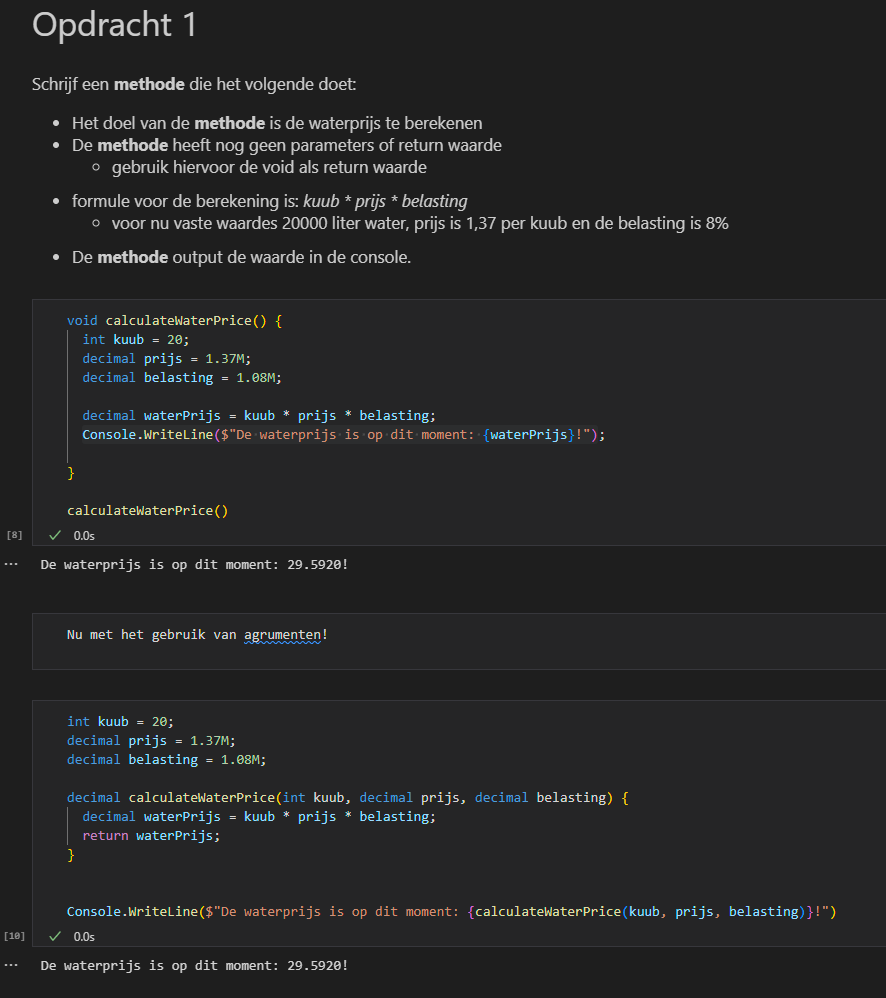 Opdracht 1
Schrijf een methode die het volgende doet:
• Het doel van de methode is de waterprijs te berekenen
• De methode heeft nog geen parameters of return waarde
◦ gebruik hiervoor de void als return waarde
• formule voor de berekening is: kuub * prijs * belasting
◦ voor nu vaste waardes 20000 liter water, prijs is 1,37 per kuub en de belasting is 8%
• De methode output de waarde in de console.
void calculateWaterPrice() {
int kuub = 20;
decimal prijs = 1.37M;
decimal belasting = 1.08M;
decimal waterPrijs = kuub * prijs * belasting;
Console.WriteLine($"De waterprijs is op dit moment: {waterPrijs}!");
}
calculateWaterPrice()
[8] ✓ 0.0s
... De waterprijs is op dit moment: 29.5920!
Nu met het gebruik van agrumenten!
int kuub = 20;
decimal prijs = 1.37M;
decimal belasting = 1.08M;
decimal calculateWaterPrice(int kuub, decimal prijs, decimal belasting) {
decimal waterPrijs = kuub * prijs * belasting;
return waterPrijs;
}
Console.WriteLine($"De waterprijs is op dit moment: {calculateWaterPrice(kuub, prijs, belasting)}!")
[10] ✓ 0.0s
... De waterprijs is op dit moment: 29.5920!